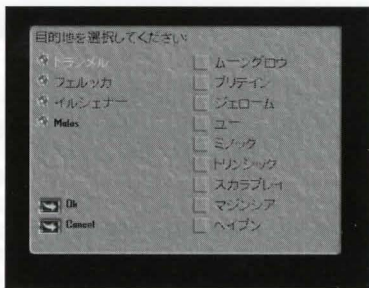 目的地を選択してください:
トランメル
フェルッカ
イルシェナー
Malas
Ok
Cancel
ムーングロウ
ブリテイン
ジェローム
ユー
ミノック
トリンシック
スカラブレイ
マジンシア
ヘイブン